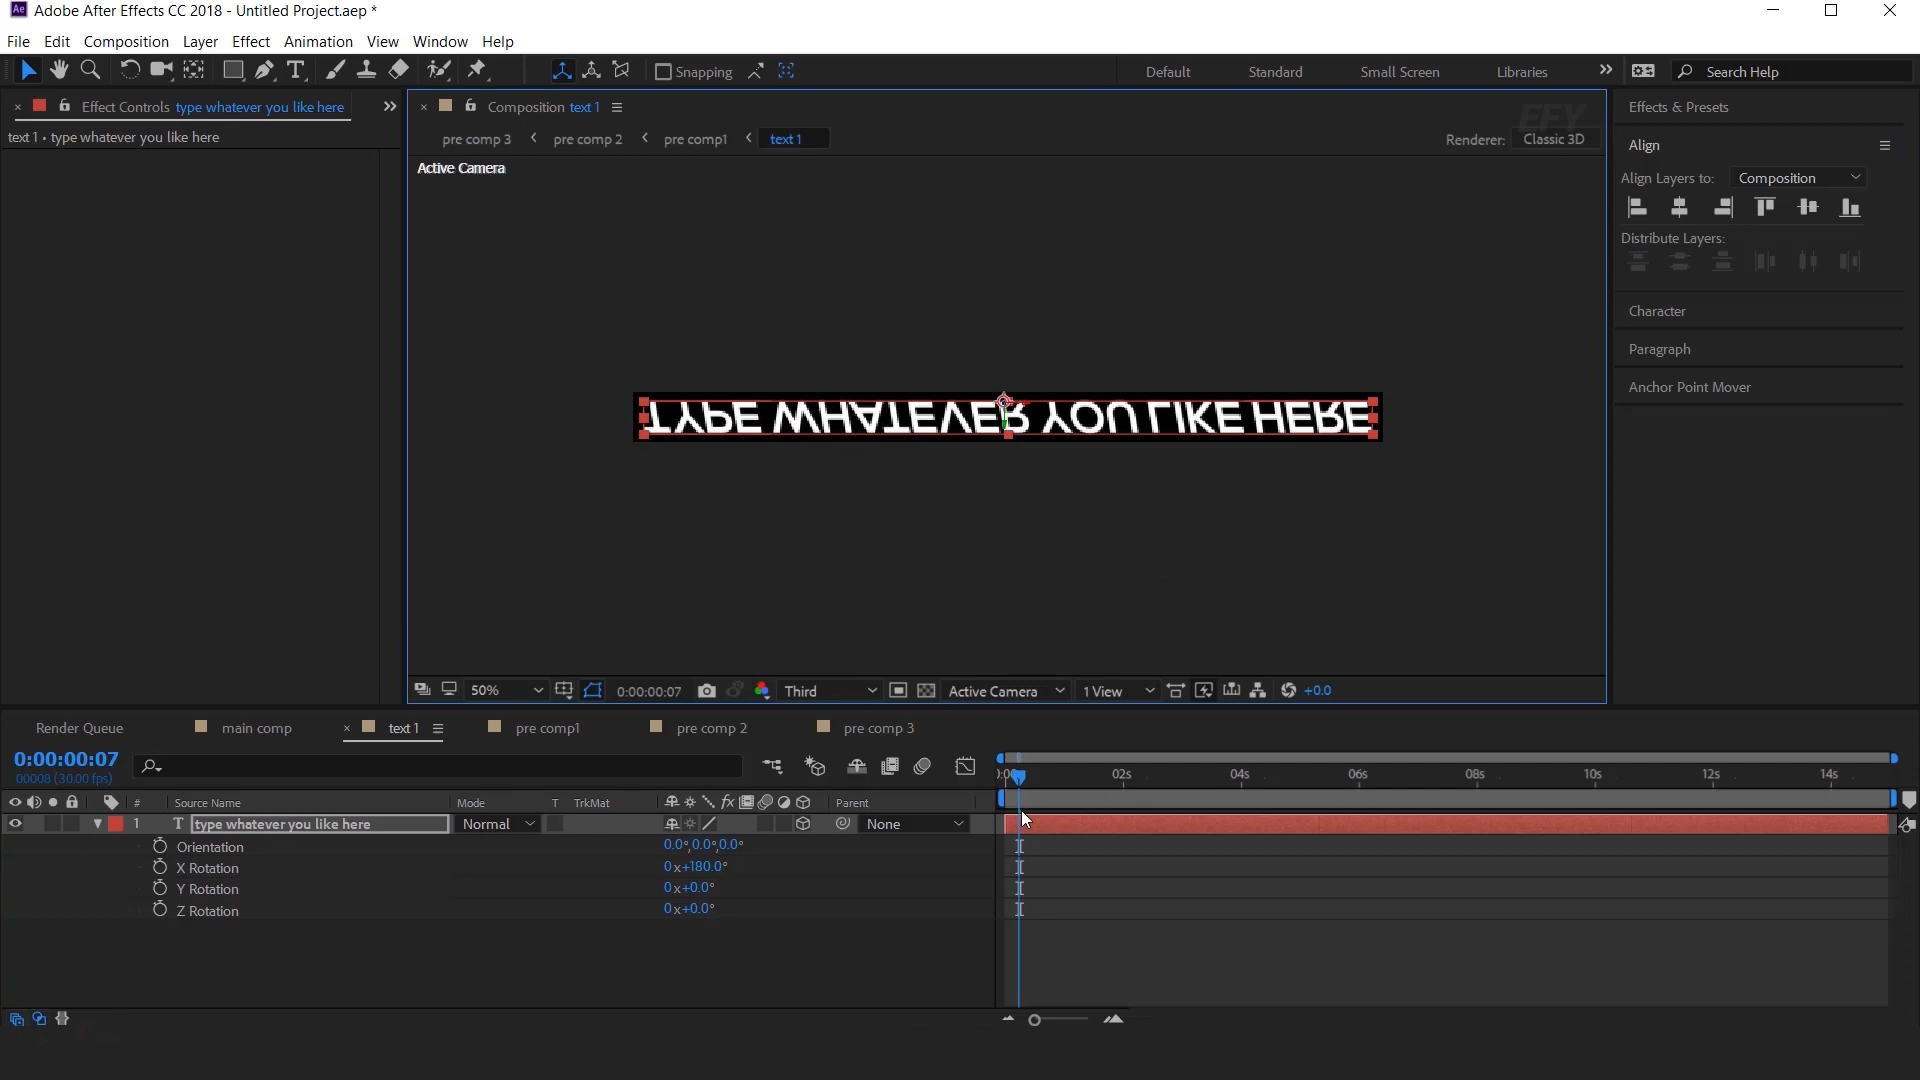 Ae Adobe After Effects CC 2018 - Untitled Project.aep *
File Edit Composition Layer Effect Animation View Window Help
Snapping Default Standard Small Screen Libraries Search Help
Effect Controls type whatever you like here
text 1 • type whatever you like here
Composition text 1
pre comp 3 pre comp 2 pre comp1 text 1
EFY
Renderer: Classic 3D
Active Camera
TYPE WHATEVER YOU LIKE HERE
50% 0:00:00:07 Third Active Camera 1 View +0.0
Effects & Presets
Align
Align Layers to: Composition
Distribute Layers:
Character
Paragraph
Anchor Point Mover
Render Queue main comp text 1 pre comp1 pre comp 2 pre comp 3
0:00:00:07
00008 (30.00 fps)
02s 04s 06s 08s 10s 12s 14s
# Source Name Mode T TrkMat fx Parent
1 T type whatever you like here Normal None
Orientation 0.0°,0.0°,0.0°
X Rotation 0x+180.0°
Y Rotation 0x+0.0°
Z Rotation 0x+0.0°